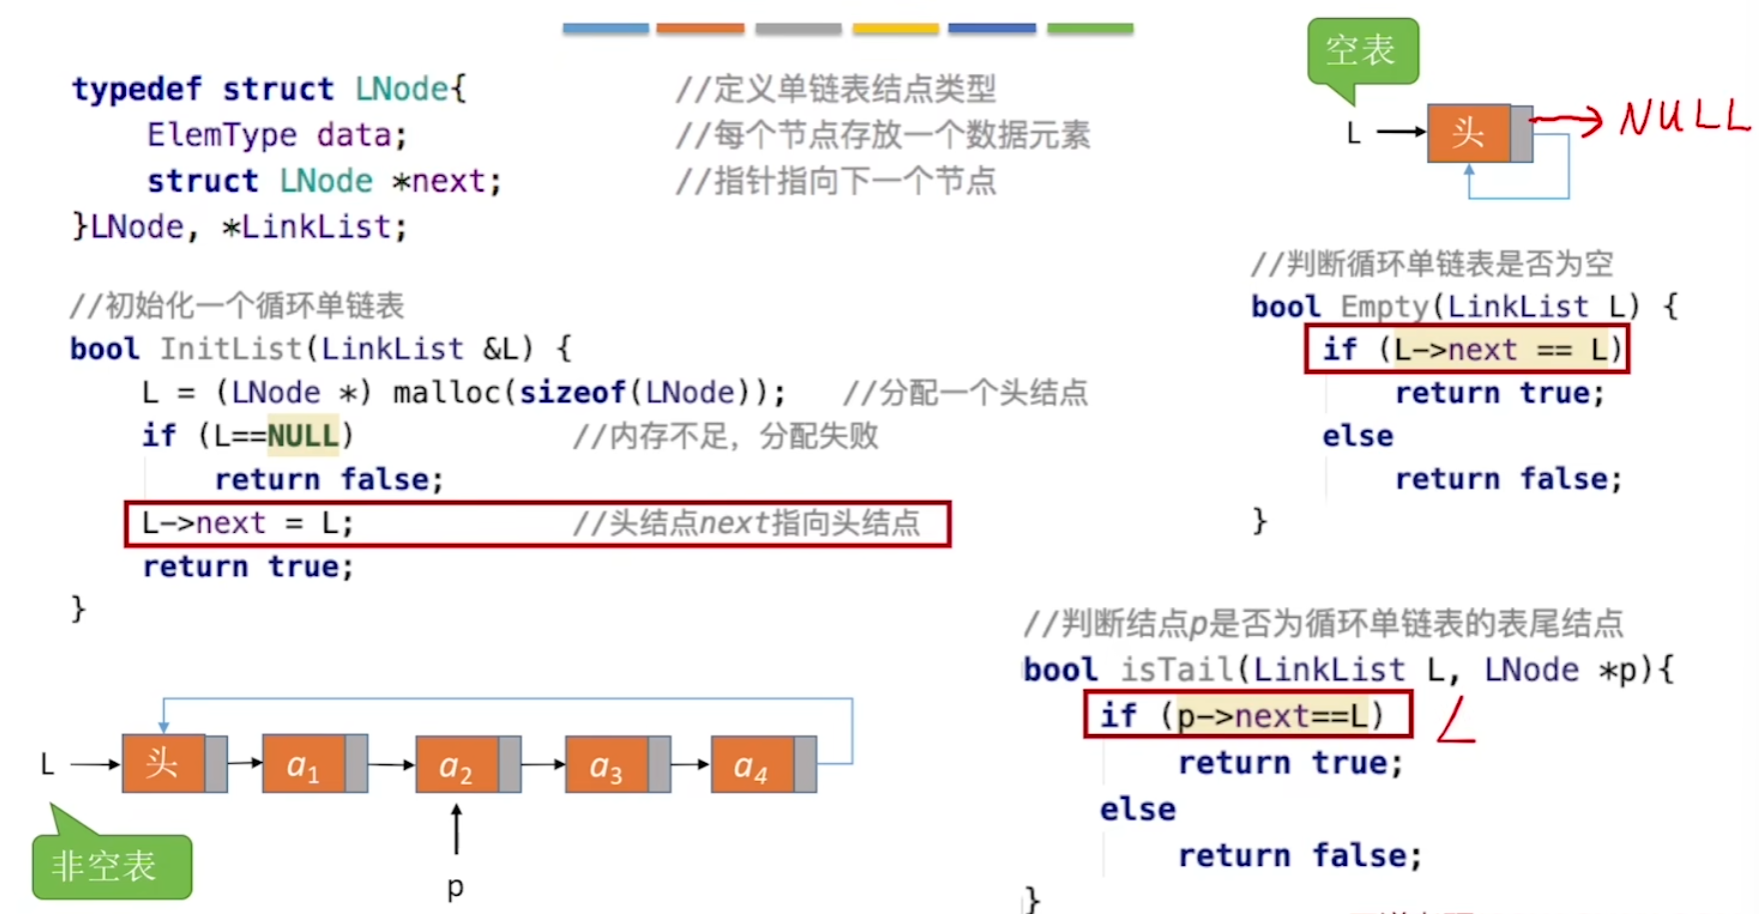 typedef struct LNode{ //定义单链表结点类型
ElemType data; //每个节点存放一个数据元素
struct LNode *next; //指针指向下一个节点
}LNode, *LinkList;
//初始化一个循环单链表
bool InitList(LinkList &L) {
L = (LNode *) malloc(sizeof(LNode)); //分配一个头结点
if (L==NULL) //内存不足，分配失败
return false;
L->next = L; //头结点next指向头结点
return true;
}
L 头 a1 a2 a3 a4
非空表
p
空表
L 头 NULL
//判断循环单链表是否为空
bool Empty(LinkList L) {
if (L->next == L)
return true;
else
return false;
}
//判断结点p是否为循环单链表的表尾结点
bool isTail(LinkList L, LNode *p){
if (p->next==L) L
return true;
else
return false;
}